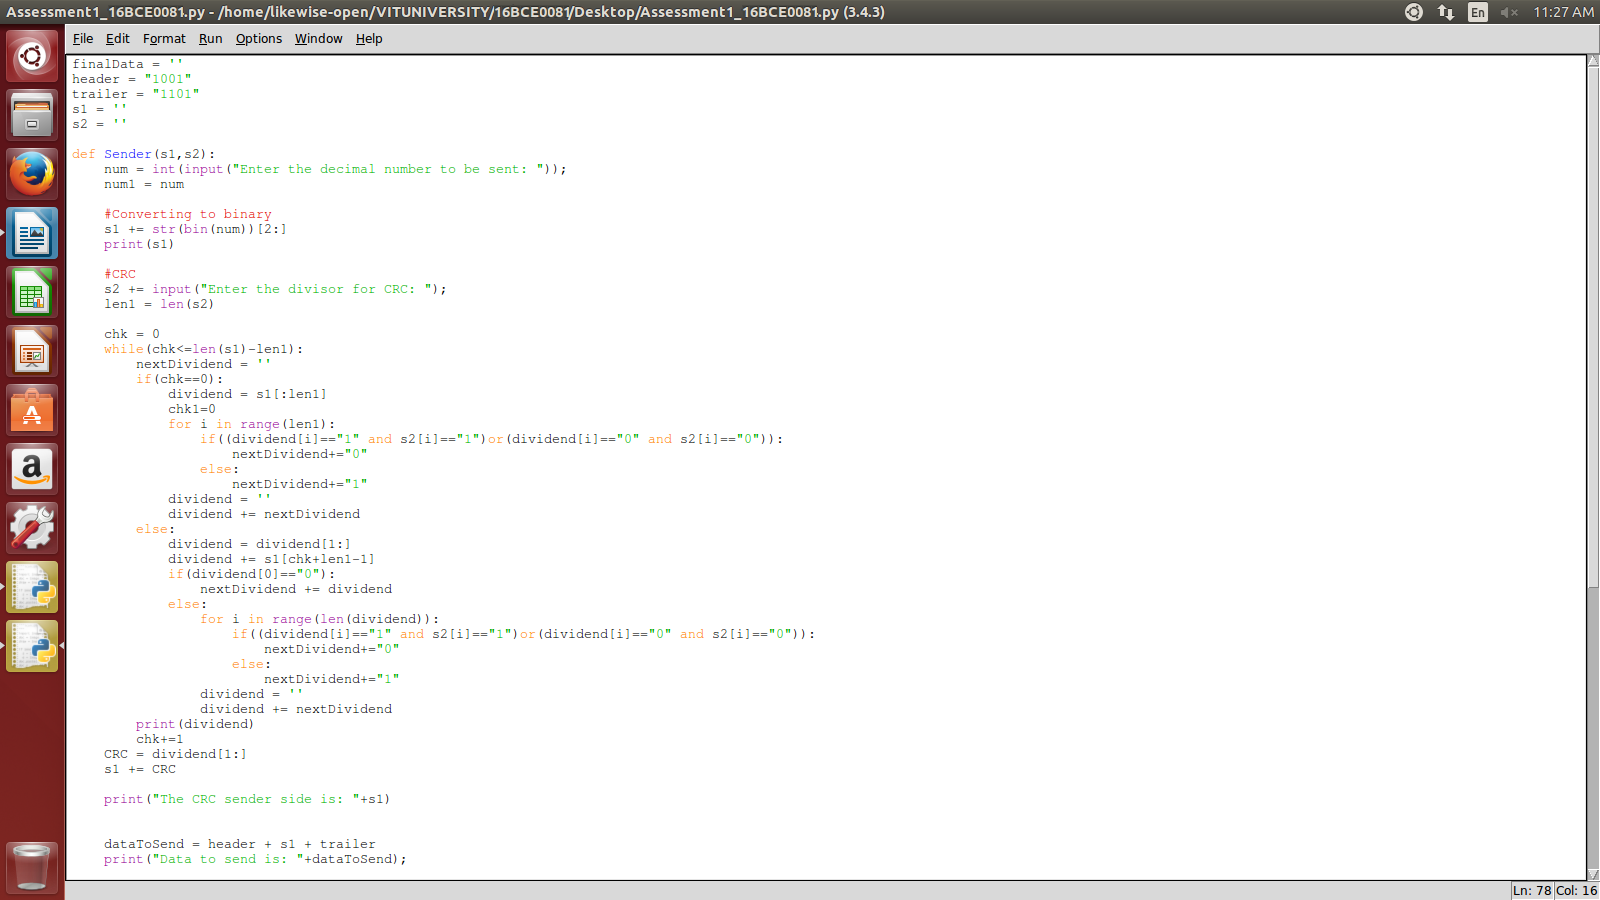 Assessment1_16BCE0081.py - /home/likewise-open/VITUNIVERSITY/16BCE0081/Desktop/Assessment1_16BCE0081.py (3.4.3)
En
11:27 AM
File Edit Format Run Options Window Help
finalData = ''
header = "1001"
trailer = "1101"
s1 = ''
s2 = ''
def Sender(s1,s2):
    num = int(input("Enter the decimal number to be sent: "));
    num1 = num
    #Converting to binary
    s1 += str(bin(num))[2:]
    print(s1)
    #CRC
    s2 += input("Enter the divisor for CRC: ");
    len1 = len(s2)
    chk = 0
    while(chk<=len(s1)-len1):
        nextDividend = ''
        if(chk==0):
            dividend = s1[:len1]
            chk1=0
            for i in range(len1):
                if((dividend[i]=="1" and s2[i]=="1")or(dividend[i]=="0" and s2[i]=="0")):
                    nextDividend+="0"
                else:
                    nextDividend+="1"
            dividend = ''
            dividend += nextDividend
        else:
            dividend = dividend[1:]
            dividend += s1[chk+len1-1]
            if(dividend[0]=="0"):
                nextDividend += dividend
            else:
                for i in range(len(dividend)):
                    if((dividend[i]=="1" and s2[i]=="1")or(dividend[i]=="0" and s2[i]=="0")):
                        nextDividend+="0"
                    else:
                        nextDividend+="1"
                dividend = ''
                dividend += nextDividend
        print(dividend)
        chk+=1
    CRC = dividend[1:]
    s1 += CRC
    print("The CRC sender side is: "+s1)
    dataToSend = header + s1 + trailer
    print("Data to send is: "+dataToSend);
Ln: 78 Col: 16